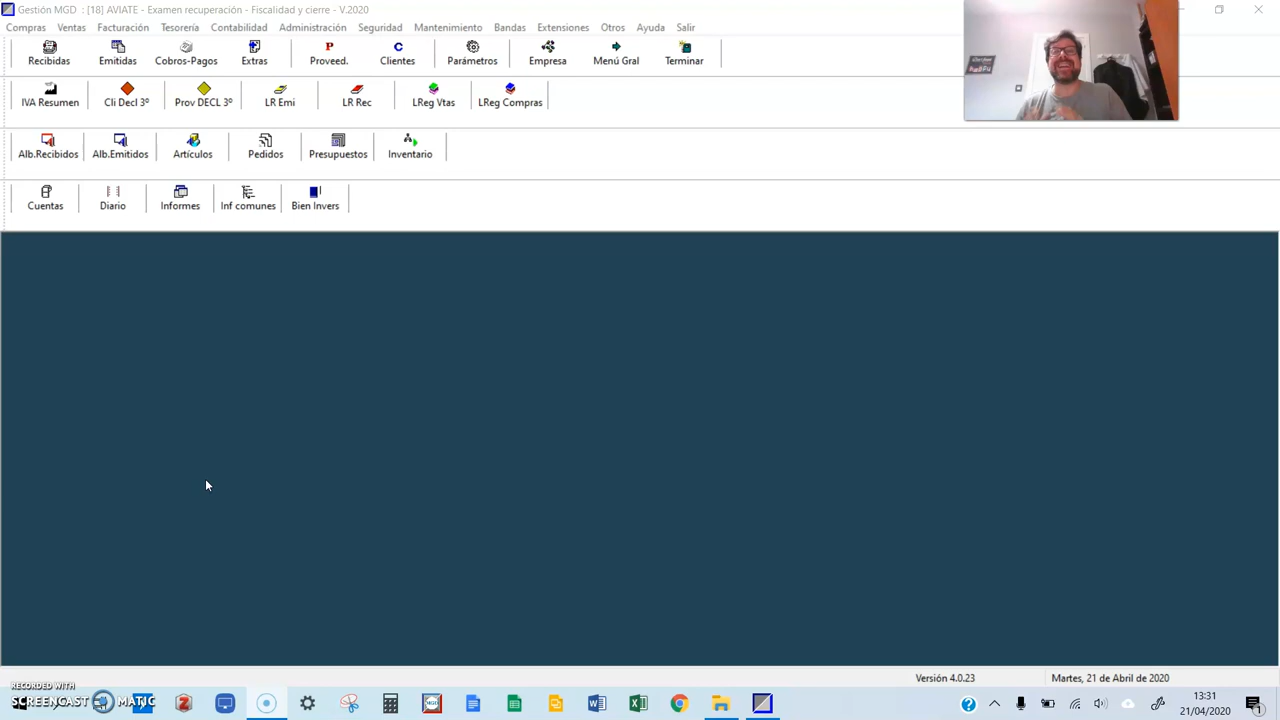 Gestión MGD : [18] AVIATE - Examen recuperación - Fiscalidad y cierre - V.2020
Compras Ventas Facturación Tesorería Contabilidad Administración Seguridad Mantenimiento Bandas Extensiones Otros Ayuda Salir
Recibidas Emitidas Cobros-Pagos Extras Proveed. Clientes Parámetros Empresa Menú Gral Terminar
IVA Resumen Cli Decl 3º Prov DECL 3º LR Emi LR Rec LReg Vtas LReg Compras
Alb.Recibidos Alb.Emitidos Artículos Pedidos Presupuestos Inventario
Cuentas Diario Informes Inf comunes Bien Invers
Versión 4.0.23 Martes, 21 de Abril de 2020
RECORDED WITH
SCREENCAST MATIC
13:31
21/04/2020